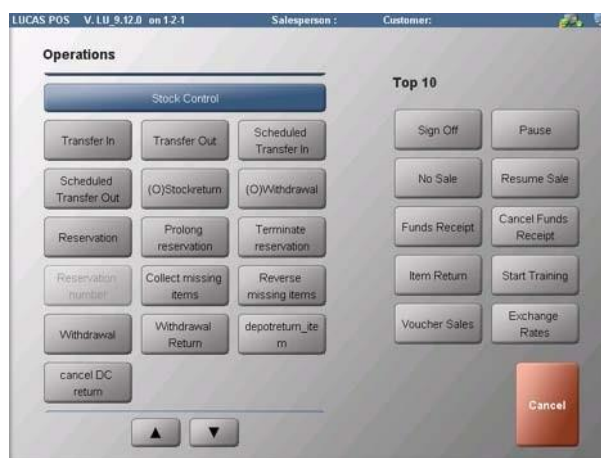 LUCAS POS V. LU_9.12.0 on 1-2-1 Salesperson : Customer:
Operations
Stock Control
Transfer In
Transfer Out
Scheduled
Transfer In
Scheduled
Transfer Out
(O)Stockreturn
(O)Withdrawal
Reservation
Prolong
reservation
Terminate
reservation
Reservation
number
Collect missing
items
Reverse
missing items
Withdrawal
Withdrawal
Return
depotreturn_ite
m
cancel DC
return
Top 10
Sign Off
Pause
No Sale
Resume Sale
Funds Receipt
Cancel Funds
Receipt
Item Return
Start Training
Voucher Sales
Exchange
Rates
Cancel